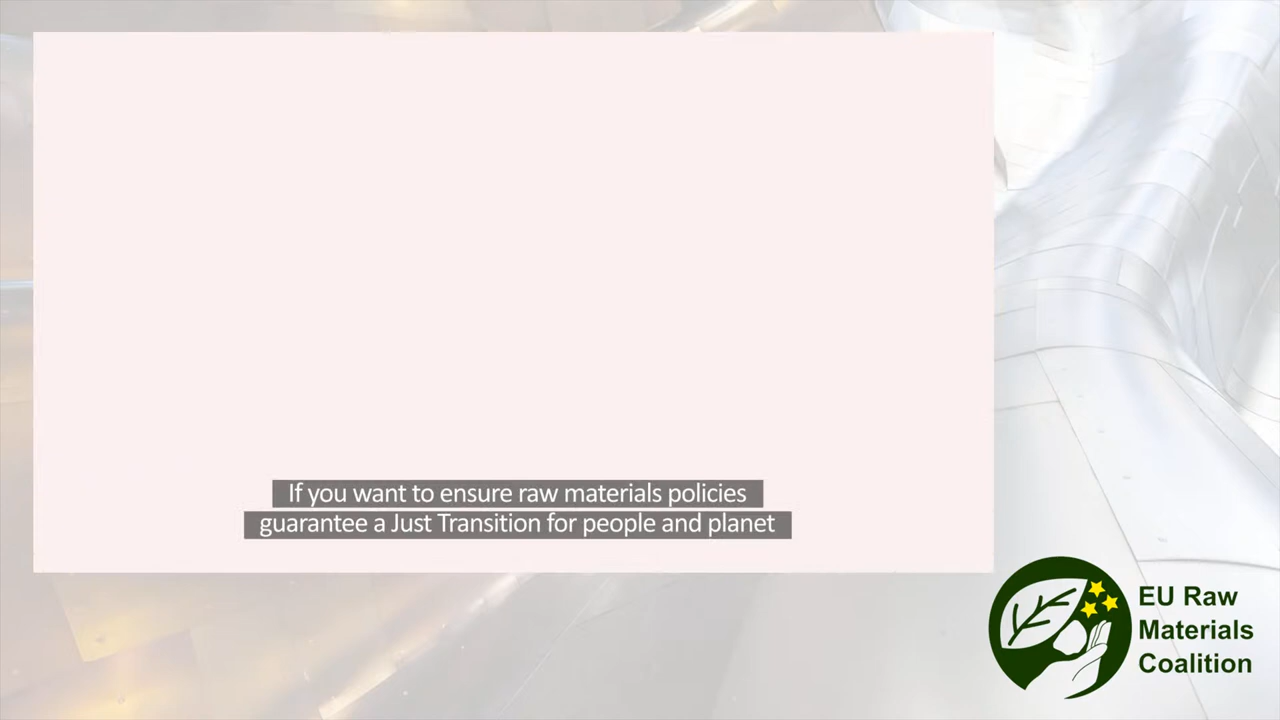 If you want to ensure raw materials policies
guarantee a Just Transition for people and planet
EU Raw
Materials
Coalition